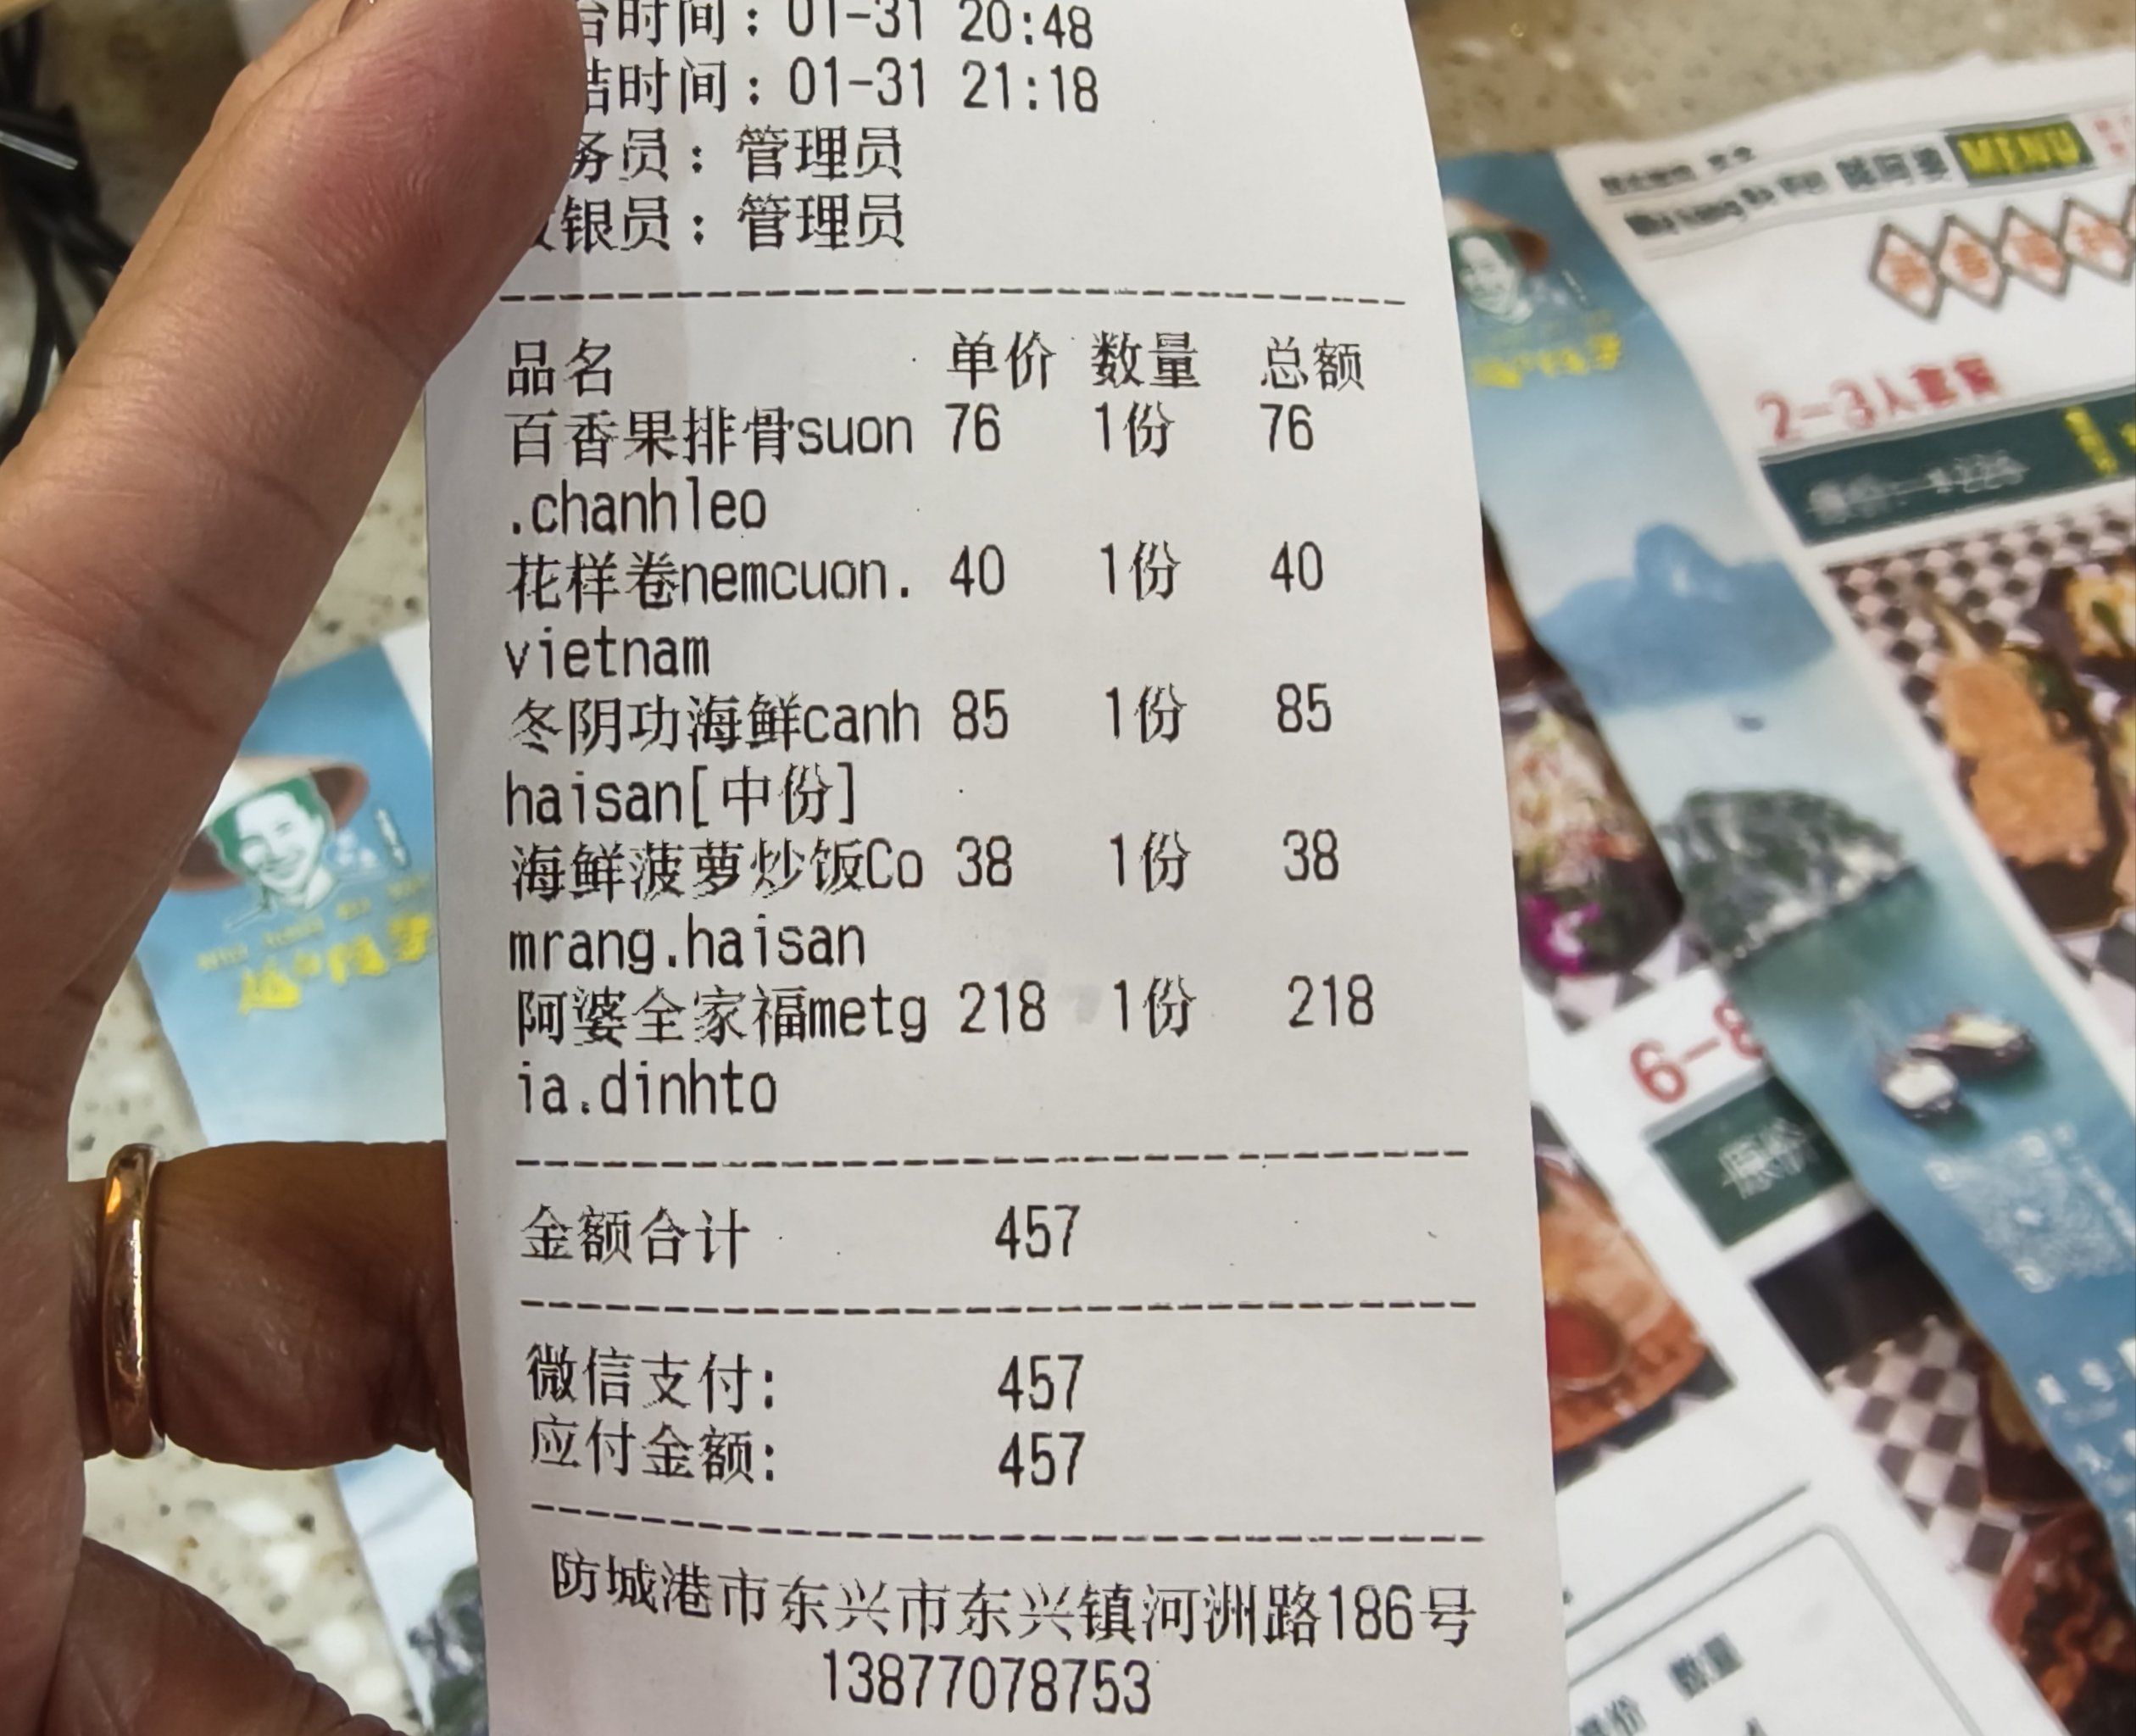 台时间：01-31 20:48
结时间：01-31 21:18
务员：管理员
银员：管理员
品名 单价 数量 总额
百香果排骨suon 76 1份 76
.chanhleo
花样卷nemcuon. 40 1份 40
vietnam
冬阴功海鲜canh 85 1份 85
haisan[中份]
海鲜菠萝炒饭Co 38 1份 38
mrang.haisan
阿婆全家福metg 218 1份 218
ia.dinhto
金额合计 457
微信支付: 457
应付金额: 457
防城港市东兴市东兴镇河洲路186号
13877078753
MENU
2-3人套餐
6-8
数量